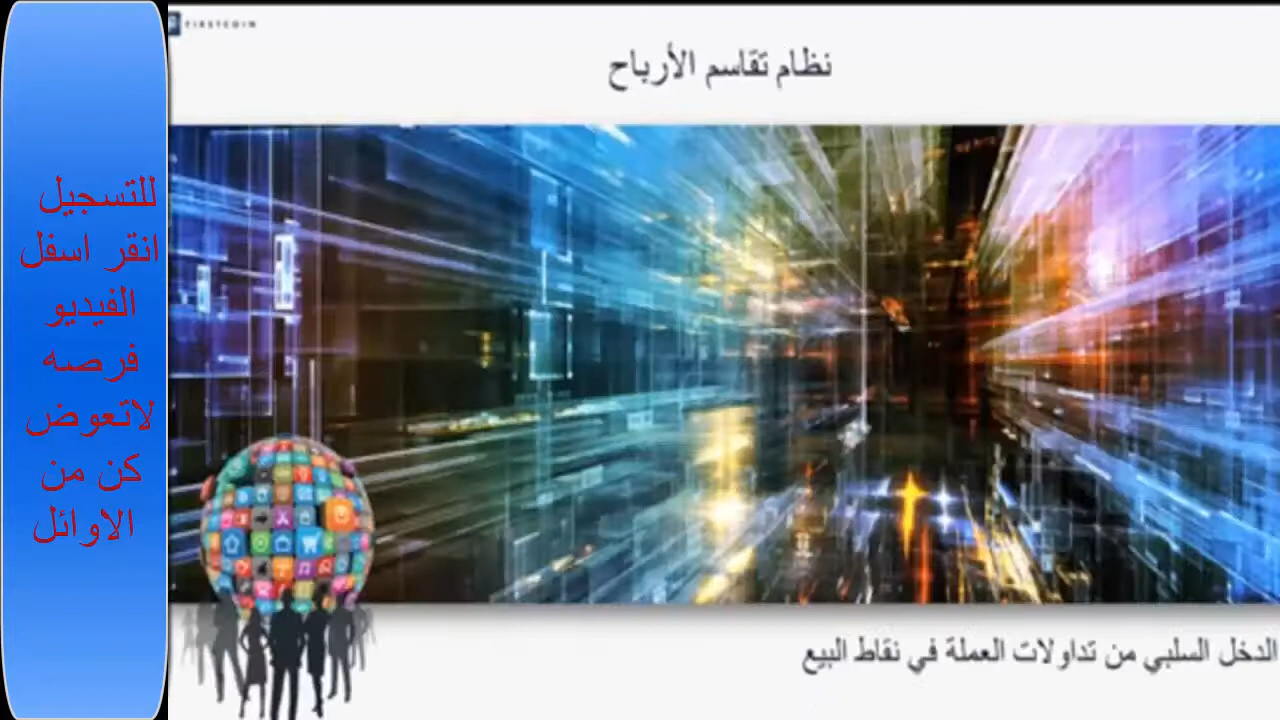 FIRSTCOIN
نظام تقاسم الأرباح
للتسجيل
انقر اسفل
الفيديو
فرصه
لاتعوض
كن من
الاوائل
الدخل السلبي من تداولات العملة في نقاط البيع